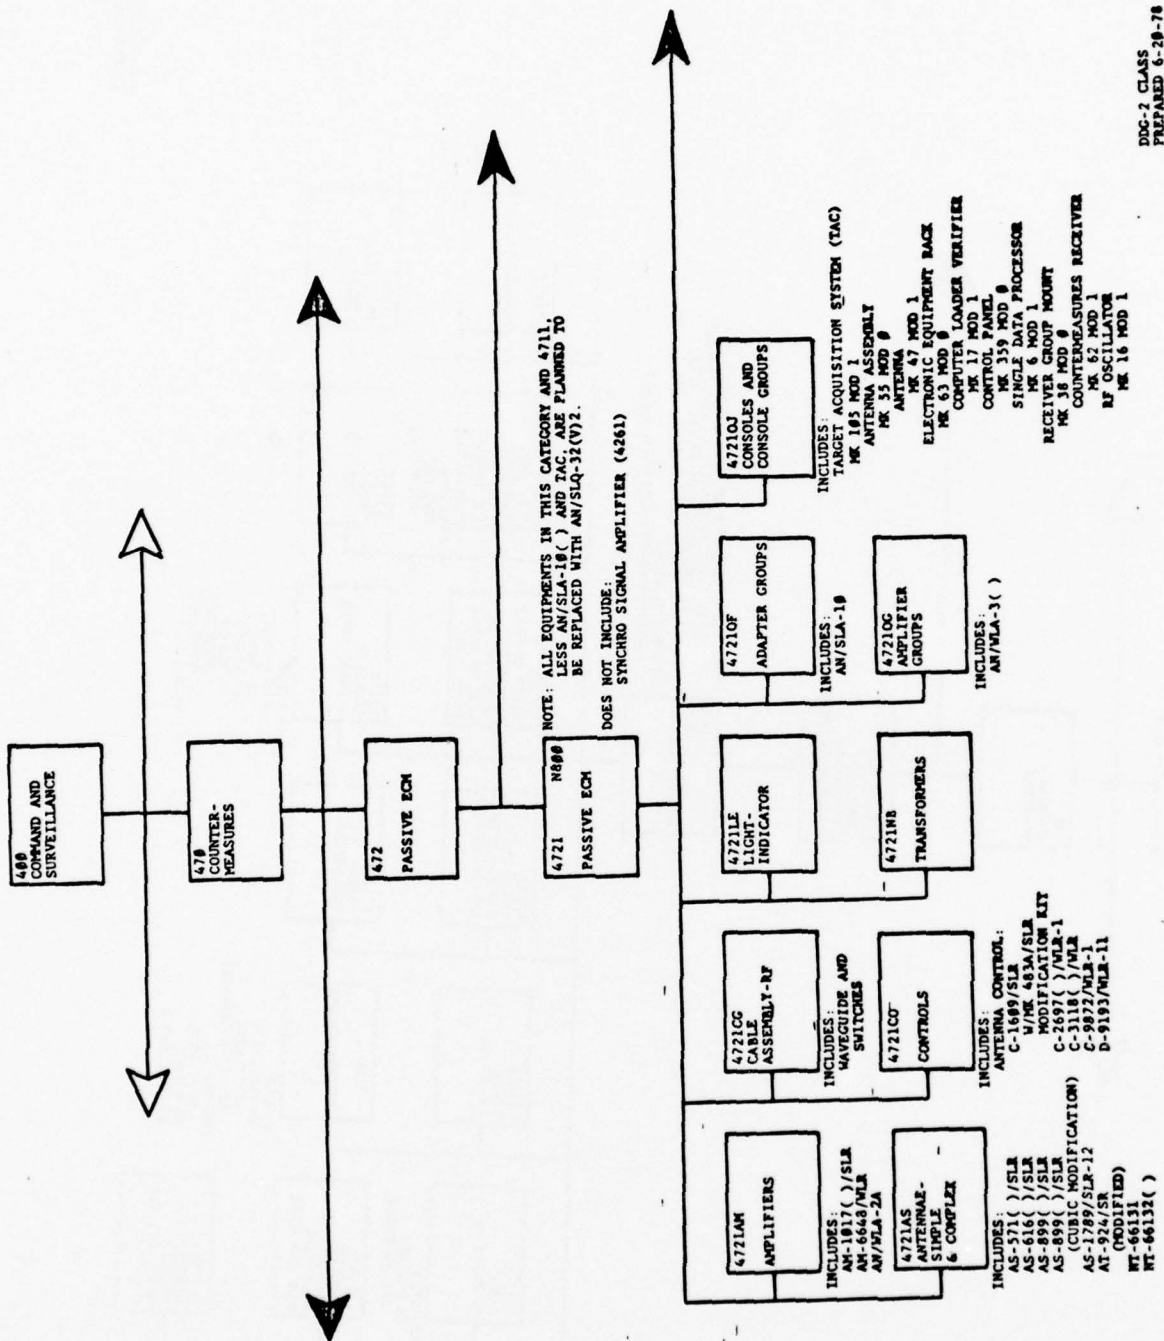 400
COMMAND AND
SURVEILLANCE
470
COUNTER-
MEASURES
472
PASSIVE ECM
4721 N800
PASSIVE ECM
NOTE: ALL EQUIPMENTS IN THIS CATEGORY AND 4711,
LESS AN/SLA-10( ) AND TAC, ARE PLANNED TO
BE REPLACED WITH AN/SLQ-32(V)2.
DOES NOT INCLUDE:
SYNCHRO SIGNAL AMPLIFIER (4261)
4721AM
AMPLIFIERS
INCLUDES:
AM-1017( )/SLR
AM-6648/WLR
AN/WLA-2A
4721AS
ANTENNAE-
SIMPLE
& COMPLEX
INCLUDES:
AS-571( )/SLR
AS-616( )/SLR
AS-899( )/SLR
AS-899( )/SLR
(CUBIC MODIFICATION)
AS-1789/SLR-12
AT-924/SR
(MODIFIED)
NT-66131
NT-66132( )
4721CG
CABLE
ASSEMBLY-RF
INCLUDES:
WAVEGUIDE AND
SWITCHES
4721CO
CONTROLS
INCLUDES:
ANTENNA CONTROL:
C-1609/SLR
W/MK 483A/SLR
MODIFICATION KIT
C-2697( )/WLR-1
C-3118( )/WLR
C-9872/WLR-1
D-9193/WLR-11
4721LE
LIGHT-
INDICATOR
4721NB
TRANSFORMERS
4721OF
ADAPTER GROUPS
INCLUDES:
AN/SLA-10
4721OG
AMPLIFIER
GROUPS
INCLUDES:
AN/WLA-3( )
4721OJ
CONSOLES AND
CONSOLE GROUPS
INCLUDES:
TARGET ACQUISITION SYSTEM (TAC)
MK 105 MOD 1
ANTENNA ASSEMBLY
MK 55 MOD 0
ANTENNA
MK 47 MOD 1
ELECTRONIC EQUIPMENT RACK
MK 63 MOD 0
COMPUTER LOADER VERIFIER
MK 17 MOD 1
CONTROL PANEL
MK 359 MOD 0
SINGLE DATA PROCESSOR
MK 6 MOD 1
RECEIVER GROUP MOUNT
MK 38 MOD 0
COUNTERMEASURES RECEIVER
MK 62 MOD 1
RF OSCILLATOR
MK 16 MOD 1
DDG-2 CLASS
PREPARED 6-20-78